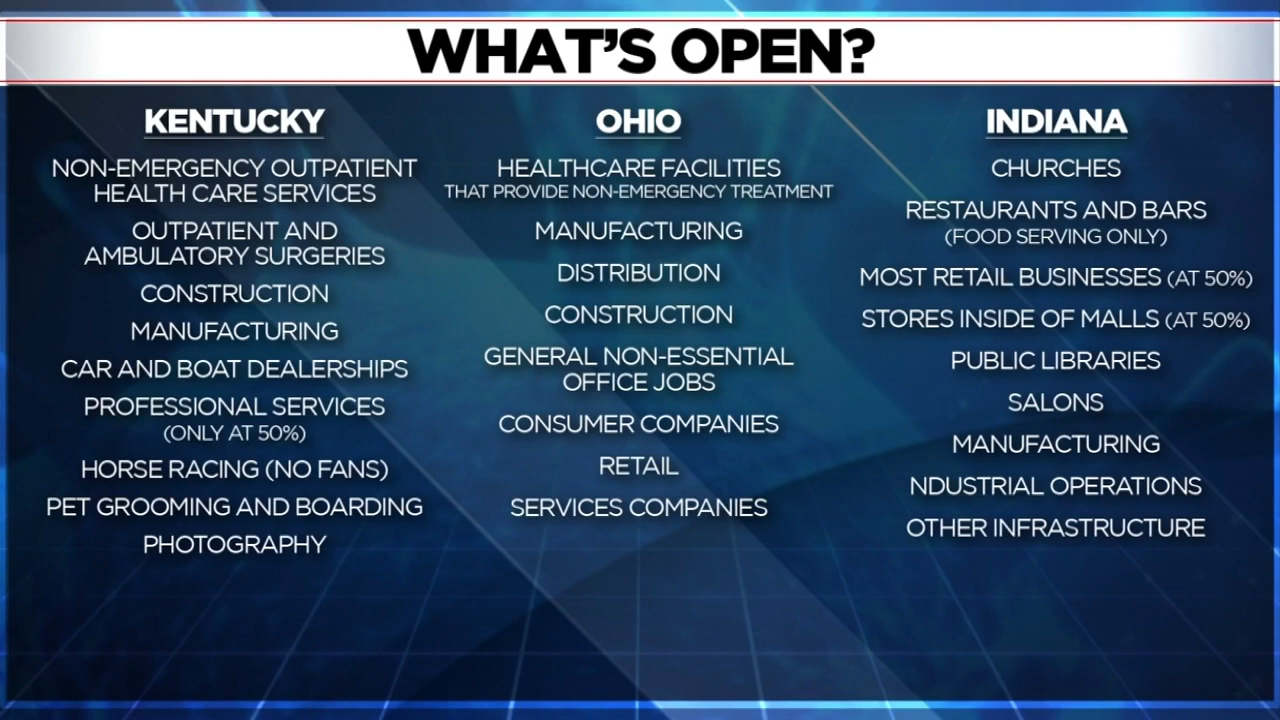 WHAT'S OPEN?
KENTUCKY
NON-EMERGENCY OUTPATIENT
HEALTH CARE SERVICES
OUTPATIENT AND
AMBULATORY SURGERIES
CONSTRUCTION
MANUFACTURING
CAR AND BOAT DEALERSHIPS
PROFESSIONAL SERVICES
(ONLY AT 50%)
HORSE RACING (NO FANS)
PET GROOMING AND BOARDING
PHOTOGRAPHY
OHIO
HEALTHCARE FACILITIES
THAT PROVIDE NON-EMERGENCY TREATMENT
MANUFACTURING
DISTRIBUTION
CONSTRUCTION
GENERAL NON-ESSENTIAL
OFFICE JOBS
CONSUMER COMPANIES
RETAIL
SERVICES COMPANIES
INDIANA
CHURCHES
RESTAURANTS AND BARS
(FOOD SERVING ONLY)
MOST RETAIL BUSINESSES (AT 50%)
STORES INSIDE OF MALLS (AT 50%)
PUBLIC LIBRARIES
SALONS
MANUFACTURING
NDUSTRIAL OPERATIONS
OTHER INFRASTRUCTURE